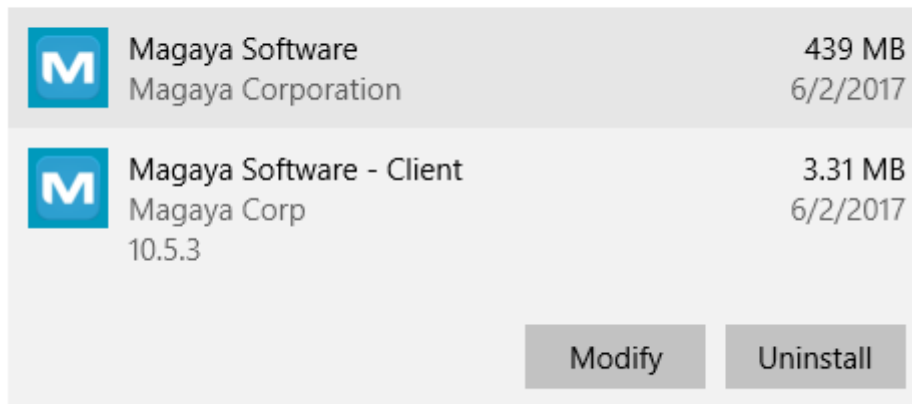 M
Magaya Software 439 MB
Magaya Corporation 6/2/2017
M
Magaya Software - Client 3.31 MB
Magaya Corp 6/2/2017
10.5.3
Modify Uninstall